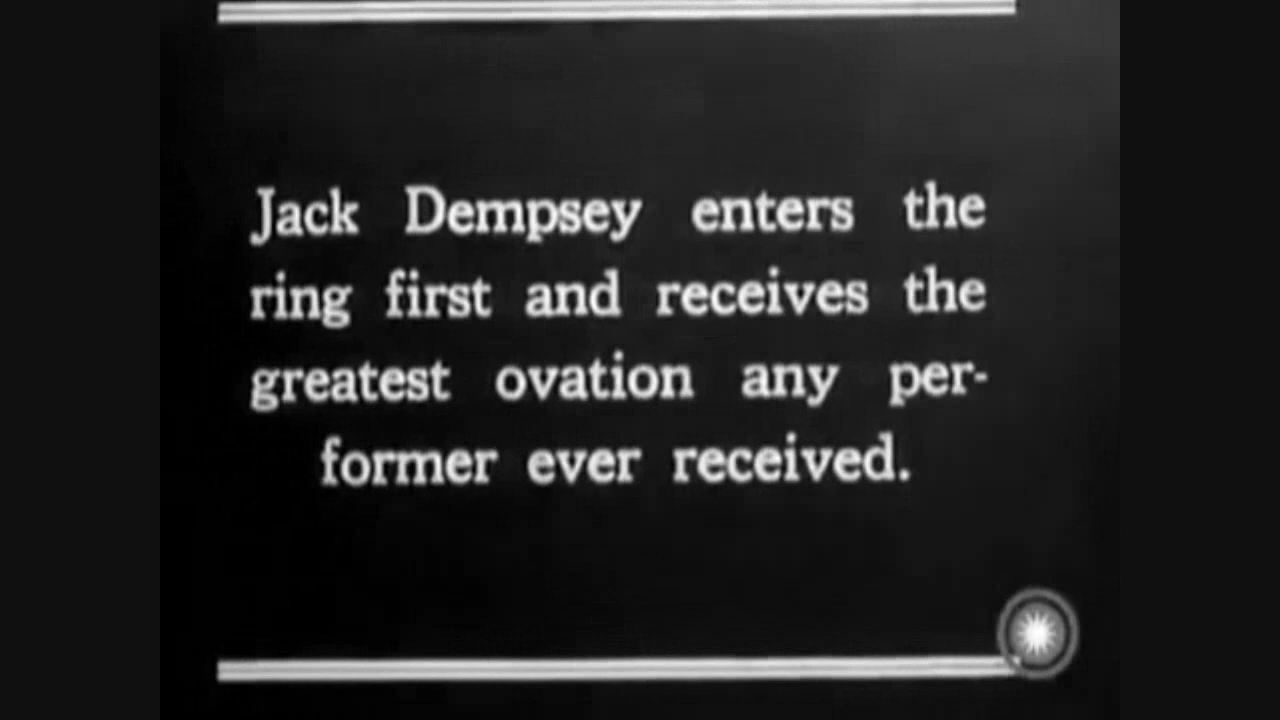 Jack Dempsey enters the
ring first and receives the
greatest ovation any per-
former ever received.